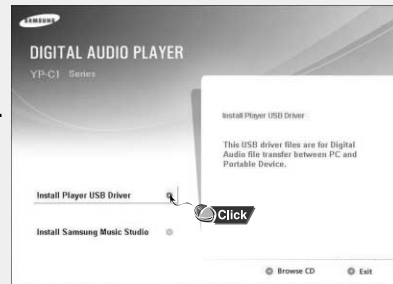 SAMSUNG
DIGITAL AUDIO PLAYER
YP-C1 Series
Install Player USB Driver
This USB driver files are for Digital
Audio file transfer between PC and
Portable Device.
Install Player USB Driver
Click
Install Samsung Music Studio
Browse CD Exit